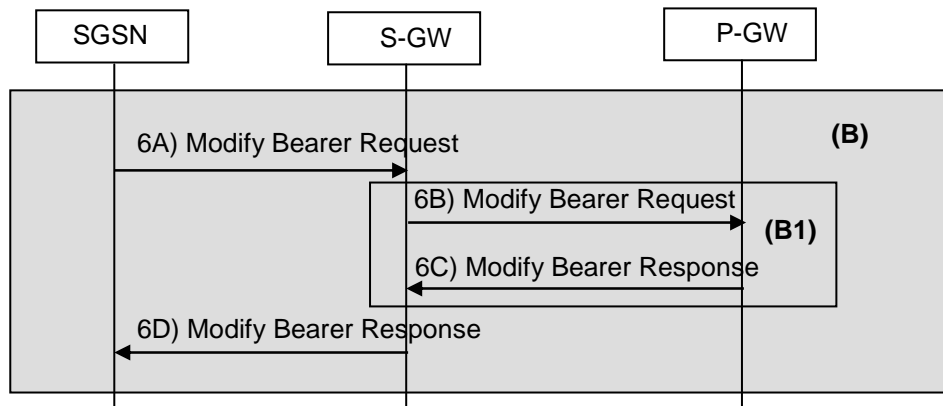 SGSN
S-GW
P-GW
(B)
6A) Modify Bearer Request
6B) Modify Bearer Request
(B1)
6C) Modify Bearer Response
6D) Modify Bearer Response